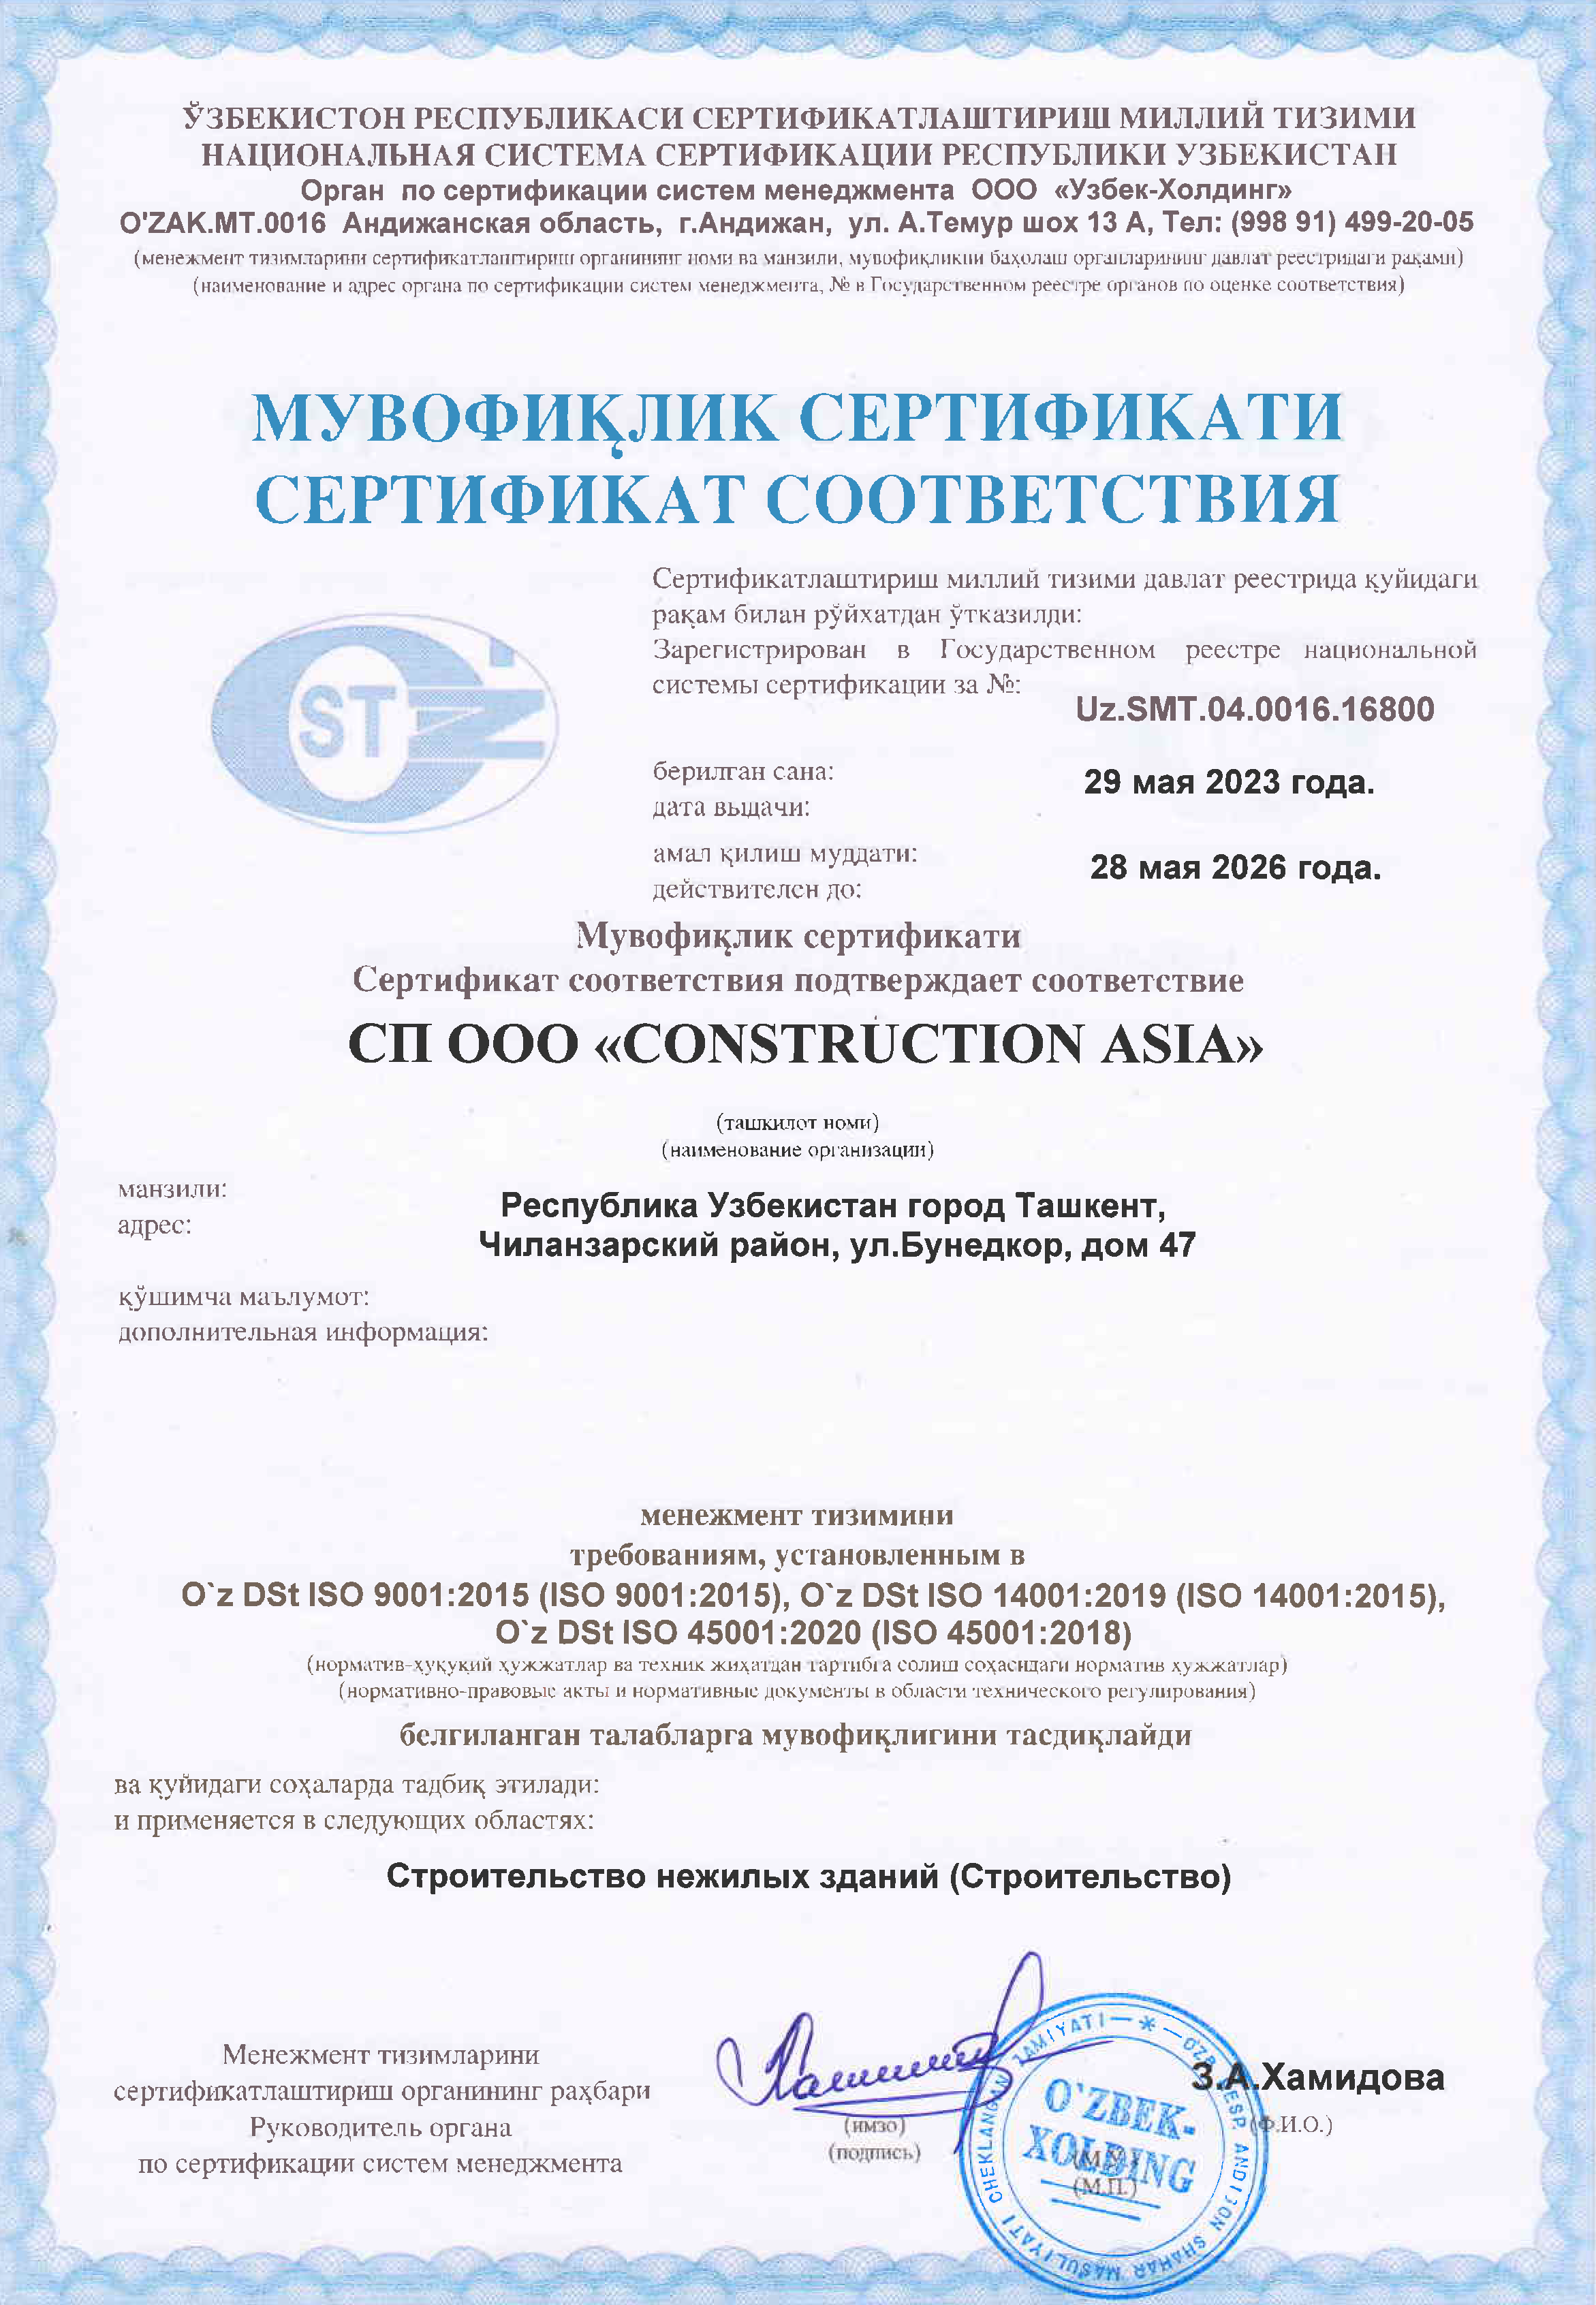 ЎЗБЕКИСТОН РЕСПУБЛИКАСИ СЕРТИФИКАТЛАШТИРИШ МИЛЛИЙ ТИЗИМИ
НАЦИОНАЛЬНАЯ СИСТЕМА СЕРТИФИКАЦИИ РЕСПУБЛИКИ УЗБЕКИСТАН
Орган по сертификации систем менеджмента ООО «Узбек-Холдинг»
O'ZAK.MT.0016 Андижанская область, г.Андижан, ул. А.Темур шох 13 А, Тел: (998 91) 499-20-05
(менежмент тизимларини сертификатлаштириш органининг номи ва манзили, мувофиқликни баҳолаш органларининг давлат реестридаги рақами)
(наименование и адрес органа по сертификации систем менеджмента, № в Государственном реестре органов по оценке соответствия)
МУВОФИҚЛИК СЕРТИФИКАТИ
СЕРТИФИКАТ СООТВЕТСТВИЯ
ST
Сертификатлаштириш миллий тизими давлат реестрида қуйидаги
рақам билан рўйхатдан ўтказилди:
Зарегистрирован в Государственном реестре национальной
системы сертификации за №:
Uz.SMT.04.0016.16800
берилган сана:
дата выдачи:
29 мая 2023 года.
амал қилиш муддати:
действителен до:
28 мая 2026 года.
Мувофиқлик сертификати
Сертификат соответствия подтверждает соответствие
СП ООО «CONSTRUCTION ASIA»
(ташкилот номи)
(наименование организации)
манзили:
адрес:
Республика Узбекистан город Ташкент,
Чиланзарский район, ул.Бунедкор, дом 47
қўшимча маълумот:
дополнительная информация:
менежмент тизимини
требованиям, установленным в
O`z DSt ISO 9001:2015 (ISO 9001:2015), O`z DSt ISO 14001:2019 (ISO 14001:2015),
O`z DSt ISO 45001:2020 (ISO 45001:2018)
(норматив-ҳуқуқий ҳужжатлар ва техник жиҳатдан тартибга солиш соҳасидаги норматив ҳужжатлар)
(нормативно-правовые акты и нормативные документы в области технического регулирования)
белгиланган талабларга мувофиқлигини тасдиқлайди
ва қуйидаги соҳаларда тадбиқ этилади:
и применяется в следующих областях:
Строительство нежилых зданий (Строительство)
Менежмент тизимларини
сертификатлаштириш органининг раҳбари
Руководитель органа
по сертификации систем менеджмента
(имзо)
(подпись)
З.А.Хамидова
(Ф.И.О.)
(М.П.)
O`ZBEK-
XOLDING
ANDIJON SHAHAR MASULIYATI CHEKLANGAN JAMIYATI